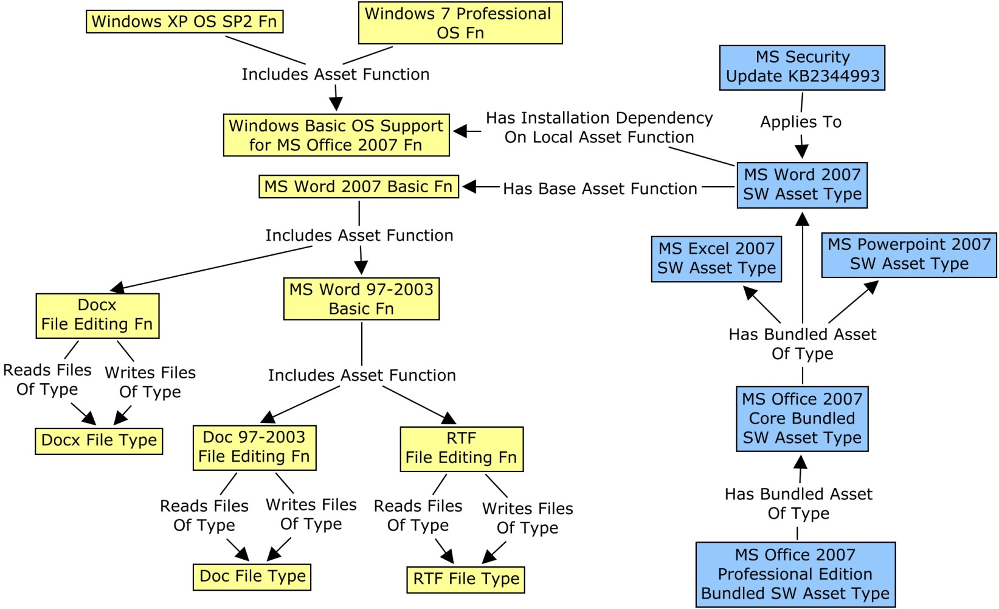 Windows XP OS SP2 Fn
Windows 7 Professional
OS Fn
Includes Asset Function
MS Security
Update KB2344993
Applies To
Windows Basic OS Support
for MS Office 2007 Fn
Has Installation Dependency
On Local Asset Function
MS Word 2007
SW Asset Type
MS Word 2007 Basic Fn
Has Base Asset Function
Includes Asset Function
MS Excel 2007
SW Asset Type
MS Powerpoint 2007
SW Asset Type
Docx
File Editing Fn
MS Word 97-2003
Basic Fn
Has Bundled Asset
Of Type
Reads Files
Of Type
Writes Files
Of Type
Includes Asset Function
MS Office 2007
Core Bundled
SW Asset Type
Docx File Type
Doc 97-2003
File Editing Fn
RTF
File Editing Fn
Has Bundled Asset
Of Type
Reads Files
Of Type
Writes Files
Of Type
Reads Files
Of Type
Writes Files
Of Type
Doc File Type
RTF File Type
MS Office 2007
Professional Edition
Bundled SW Asset Type